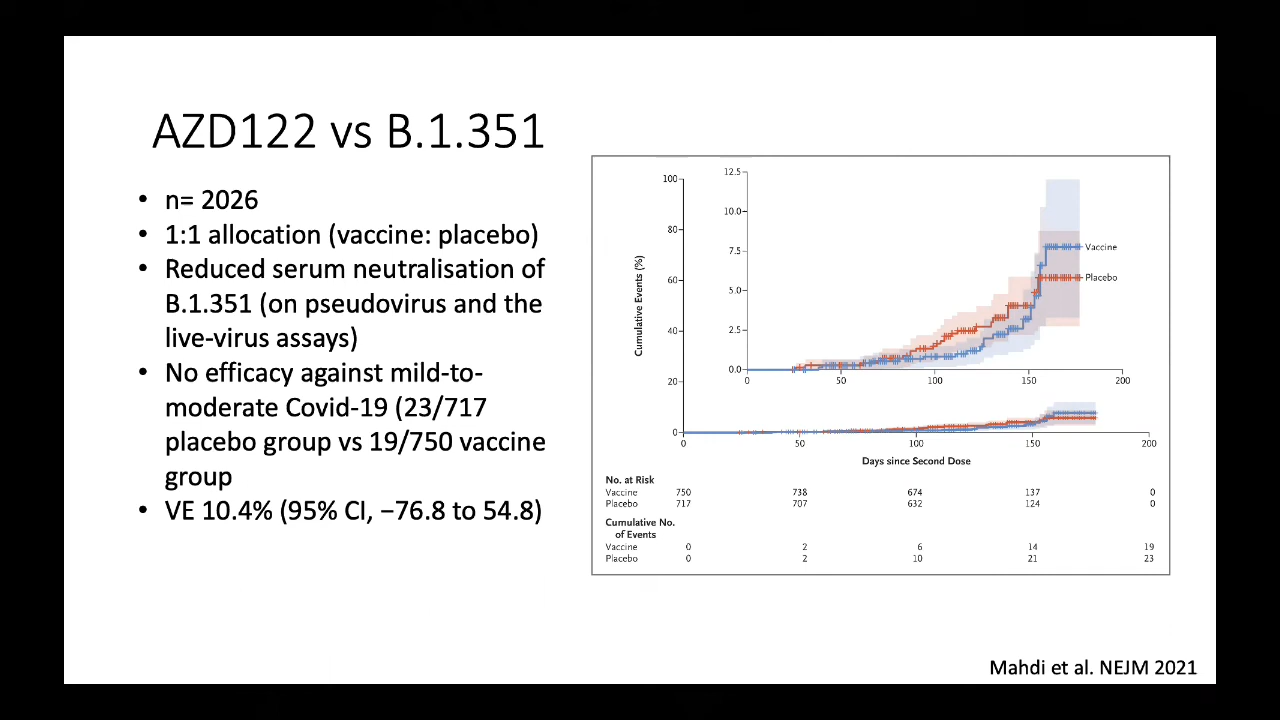 AZD122 vs B.1.351
• n= 2026
• 1:1 allocation (vaccine: placebo)
• Reduced serum neutralisation of
B.1.351 (on pseudovirus and the
live-virus assays)
• No efficacy against mild-to-
moderate Covid-19 (23/717
placebo group vs 19/750 vaccine
group
• VE 10.4% (95% CI, −76.8 to 54.8)
Cumulative Events (%)
100
80
60
40
20
0
12.5
10.0
7.5
5.0
2.5
0.0
0 50 100 150 200
Vaccine
Placebo
0 50 100 150 200
Days since Second Dose
No. at Risk
Vaccine 750 738 674 137 0
Placebo 717 707 632 124 0
Cumulative No.
of Events
Vaccine 0 2 6 14 19
Placebo 0 2 10 21 23
Mahdi et al. NEJM 2021